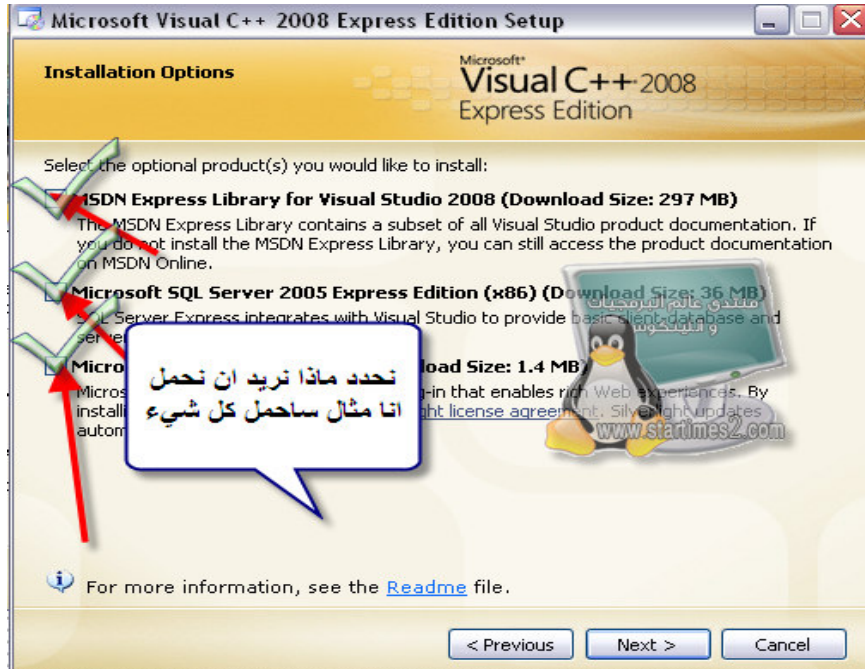 Microsoft Visual C++ 2008 Express Edition Setup
Installation Options
Microsoft
Visual C++ 2008
Express Edition
Select the optional product(s) you would like to install:
MSDN Express Library for Visual Studio 2008 (Download Size: 297 MB)
The MSDN Express Library contains a subset of all Visual Studio product documentation. If
you do not install the MSDN Express Library, you can still access the product documentation
on MSDN Online.
Microsoft SQL Server 2005 Express Edition (x86) (Download Size: 36 MB)
SQL Server Express integrates with Visual Studio to provide basic client-database and
منتدى عالم البرمجيات
و اللينكوس
Size: 1.4 MB)
that enables rich Web experiences. By
license agreement. Silverlight updates
www.startimes2.com
نحدد ماذا نريد ان نحمل
انا مثال ساحمل كل شيء
For more information, see the Readme file.
< Previous
Next >
Cancel